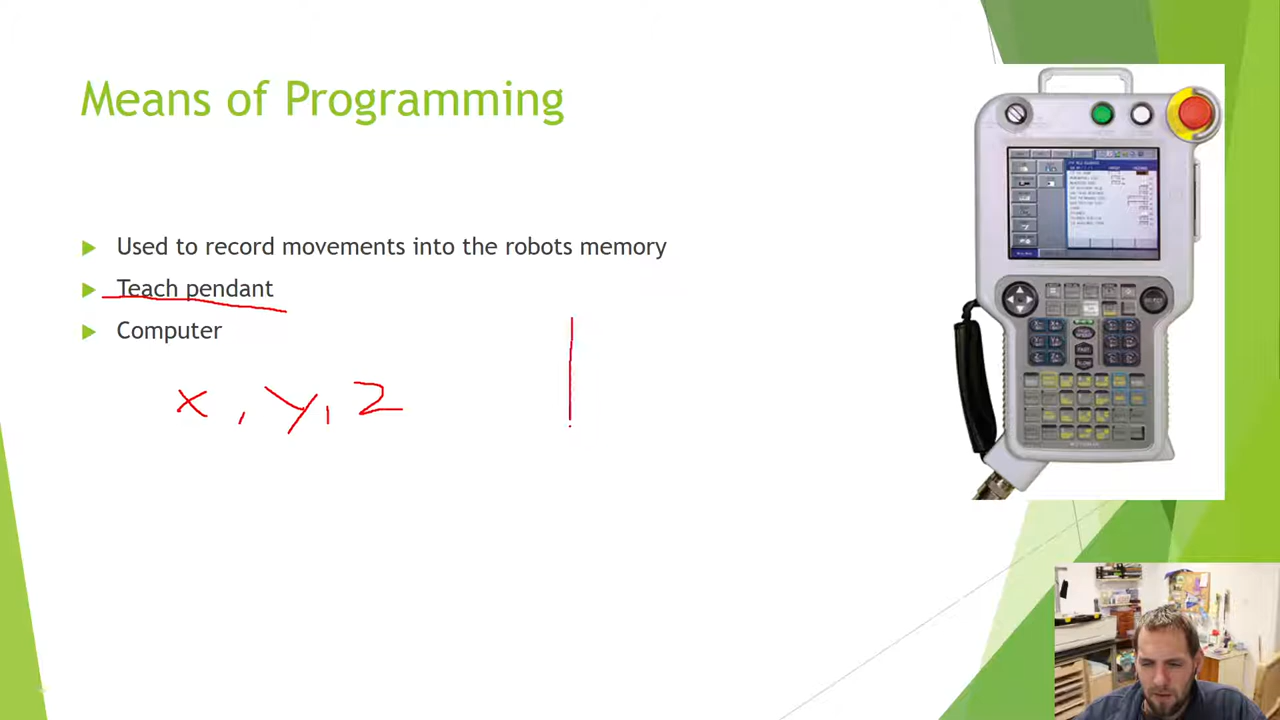 Means of Programming
Used to record movements into the robots memory
Teach pendant
Computer
x, y, z